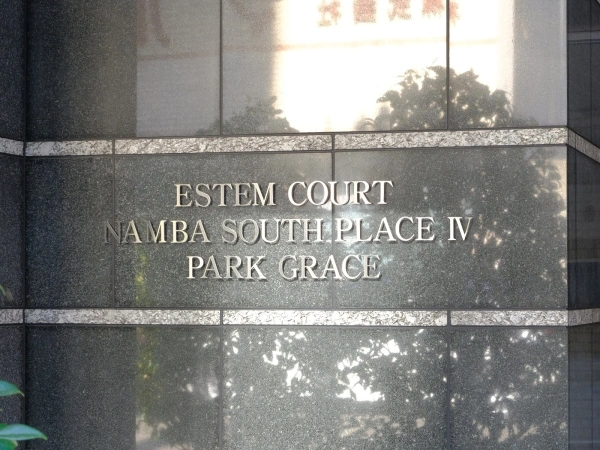 ESTEM COURT
NAMBA SOUTH PLACE IV
PARK GRACE